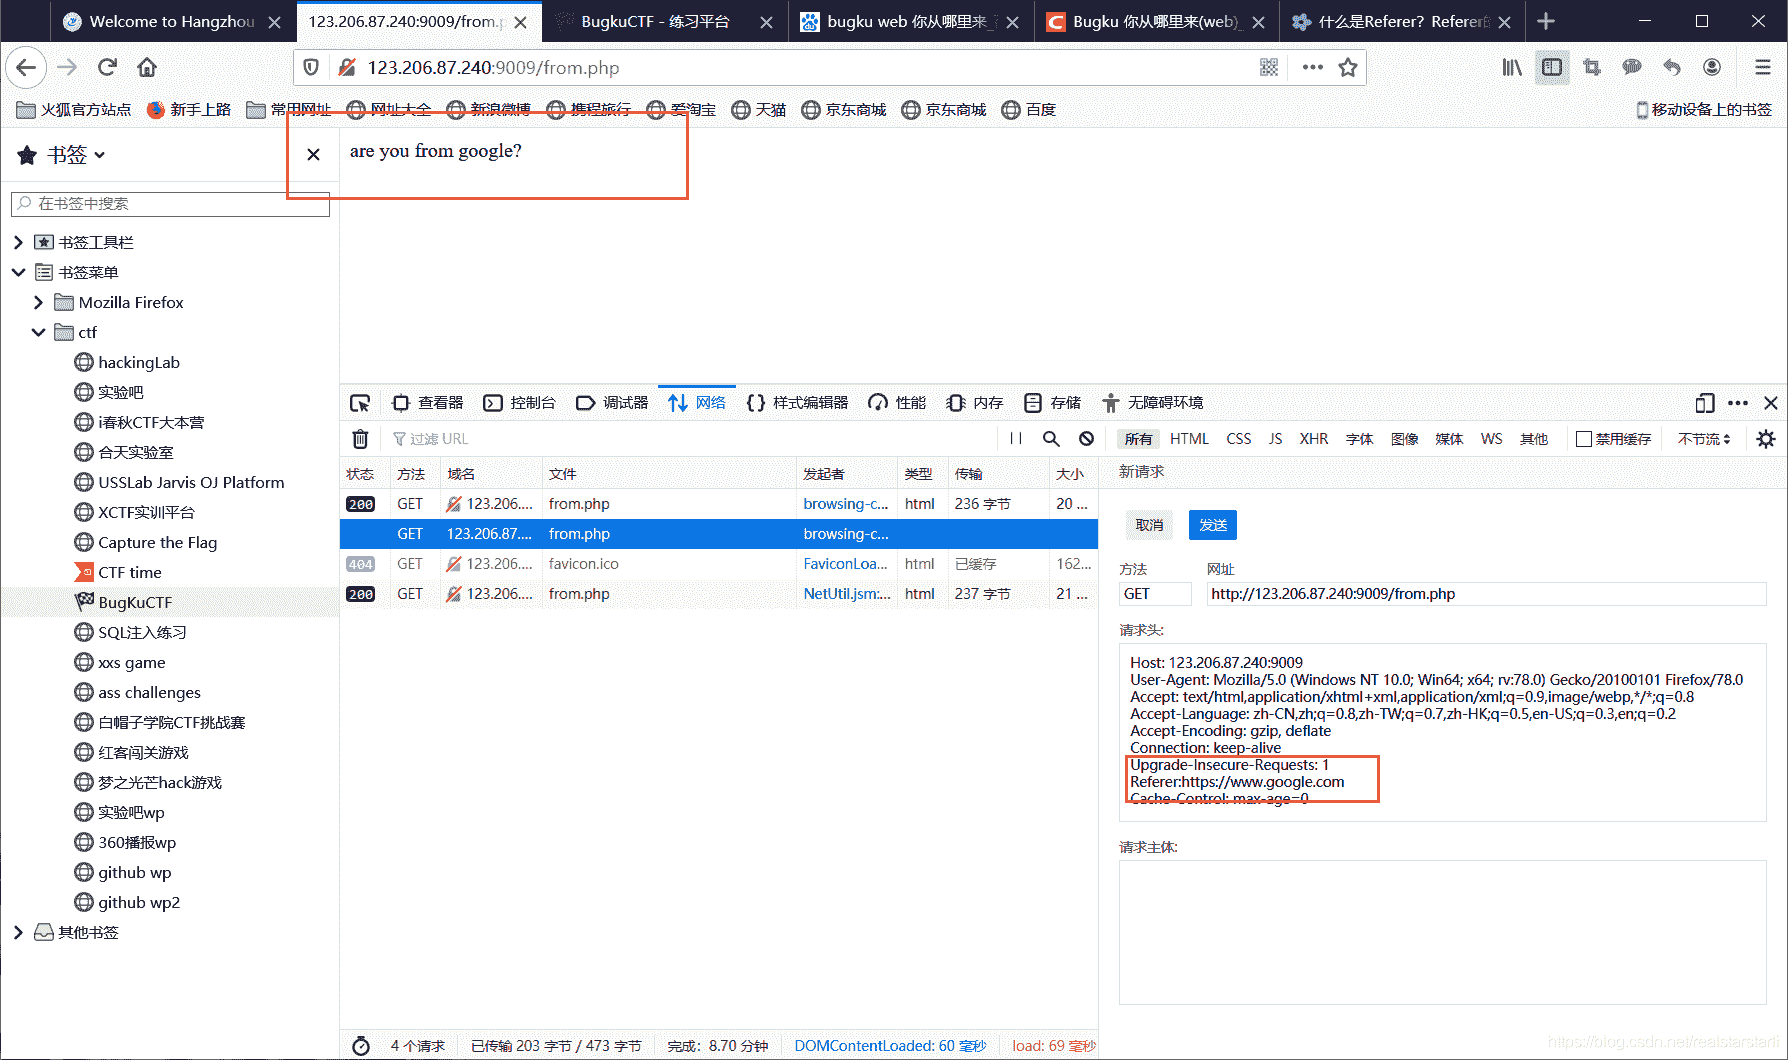 Welcome to Hangzhou
123.206.87.240:9009/from.p
BugkuCTF - 练习平台
bugku web 你从哪里来_
Bugku 你从哪里来(web)_
什么是Referer？Referer的
123.206.87.240:9009/from.php
火狐官方站点
新手上路
常用网址
网址大全
新浪微博
携程旅行
爱淘宝
天猫
京东商城
京东商城
百度
移动设备上的书签
书签
are you from google?
在书签中搜索
书签工具栏
书签菜单
Mozilla Firefox
ctf
hackingLab
实验吧
i春秋CTF大本营
合天实验室
USSLab Jarvis OJ Platform
XCTF实训平台
Capture the Flag
CTF time
BugKuCTF
SQL注入练习
xxs game
ass challenges
白帽子学院CTF挑战赛
红客闯关游戏
梦之光芒hack游戏
实验吧wp
360播报wp
github wp
github wp2
其他书签
查看器
控制台
调试器
网络
样式编辑器
性能
内存
存储
无障碍环境
过滤 URL
所有 HTML CSS JS XHR 字体 图像 媒体 WS 其他
禁用缓存
不节流
状态 方法 域名 文件 发起者 类型 传输 大小
200 GET 123.206.... from.php browsing-c... html 236 字节 20 ...
GET 123.206.87.... from.php browsing-c...
404 GET 123.206.... favicon.ico FaviconLoa... html 已缓存 162...
200 GET 123.206.... from.php NetUtil.jsm:... html 237 字节 21 ...
新请求
取消
发送
方法 网址
GET http://123.206.87.240:9009/from.php
请求头:
Host: 123.206.87.240:9009
User-Agent: Mozilla/5.0 (Windows NT 10.0; Win64; x64; rv:78.0) Gecko/20100101 Firefox/78.0
Accept: text/html,application/xhtml+xml,application/xml;q=0.9,image/webp,*/*;q=0.8
Accept-Language: zh-CN,zh;q=0.8,zh-TW;q=0.7,zh-HK;q=0.5,en-US;q=0.3,en;q=0.2
Accept-Encoding: gzip, deflate
Connection: keep-alive
Upgrade-Insecure-Requests: 1
Referer:https://www.google.com
Cache-Control: max-age=0
请求主体:
4 个请求
已传输 203 字节 / 473 字节
完成：8.70 分钟
DOMContentLoaded: 60 毫秒
load: 69 毫秒
https://blog.csdn.net/realstarstarli